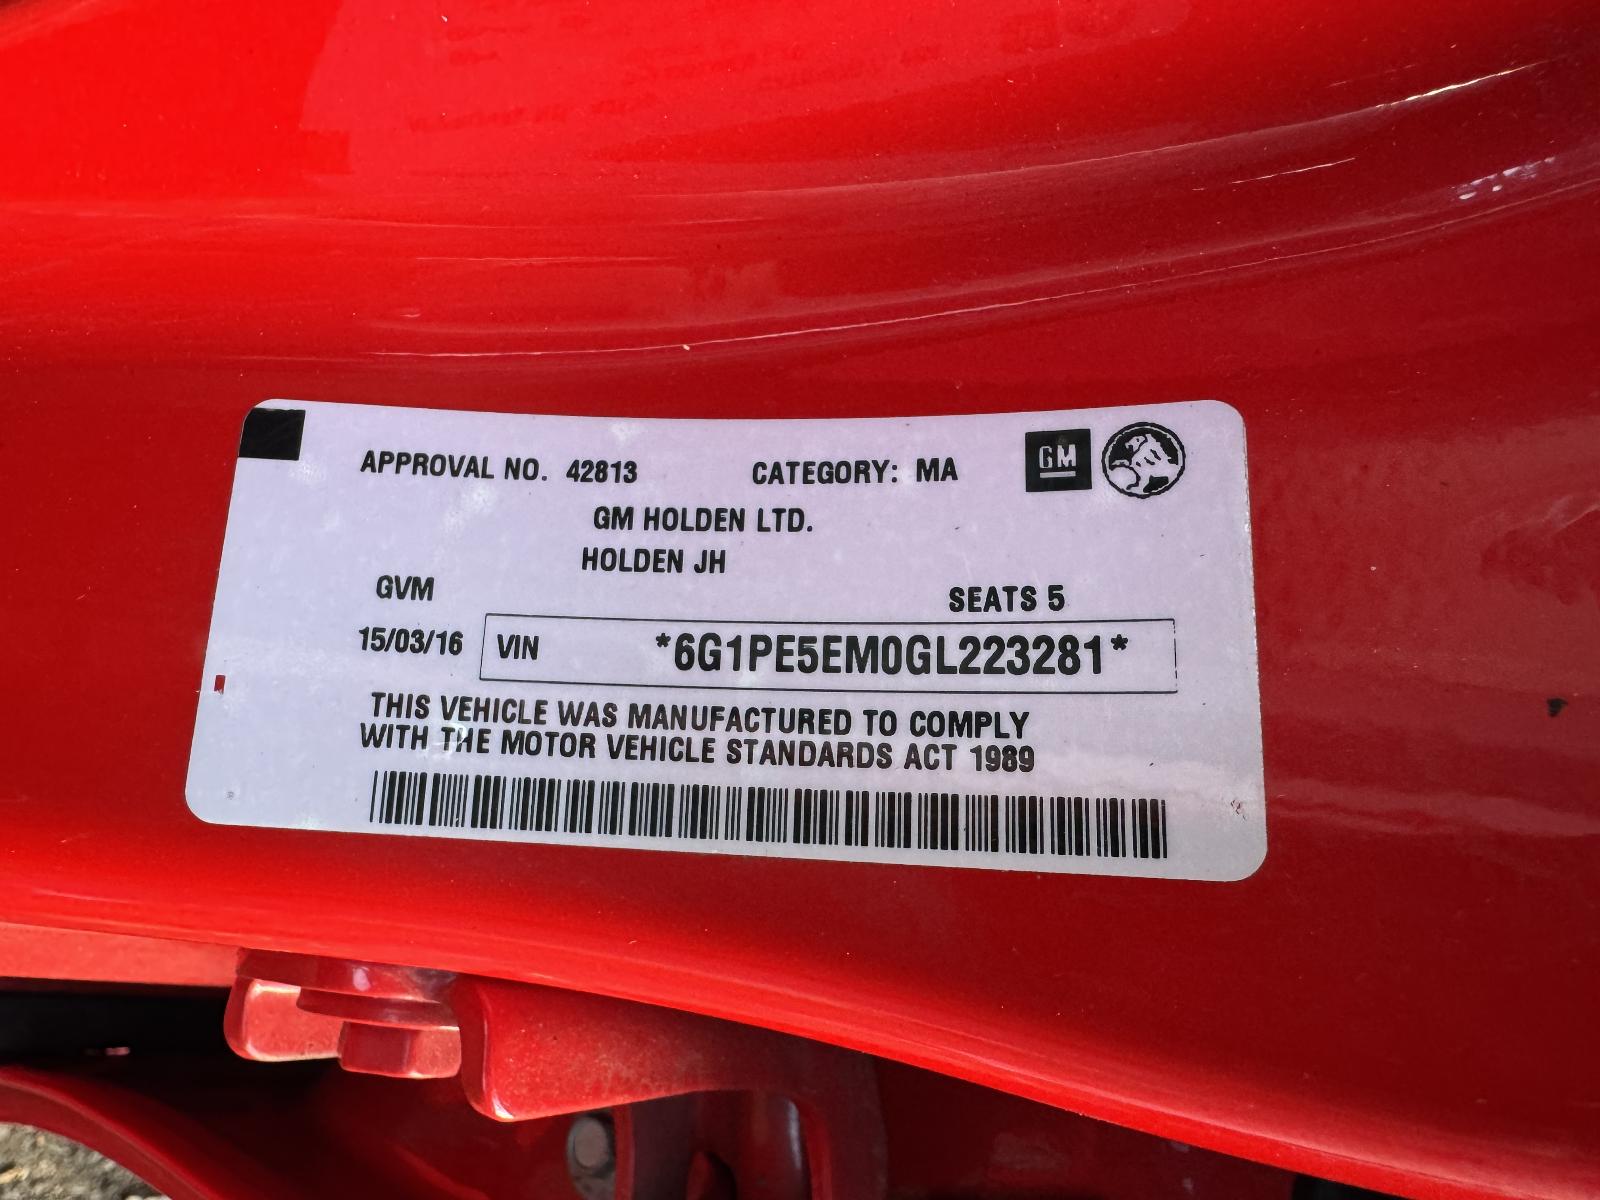 APPROVAL NO. 42813 CATEGORY: MA GM
GM HOLDEN LTD.
HOLDEN JH
GVM SEATS 5
15/03/16 VIN *6G1PE5EM0GL223281*
THIS VEHICLE WAS MANUFACTURED TO COMPLY
WITH THE MOTOR VEHICLE STANDARDS ACT 1989